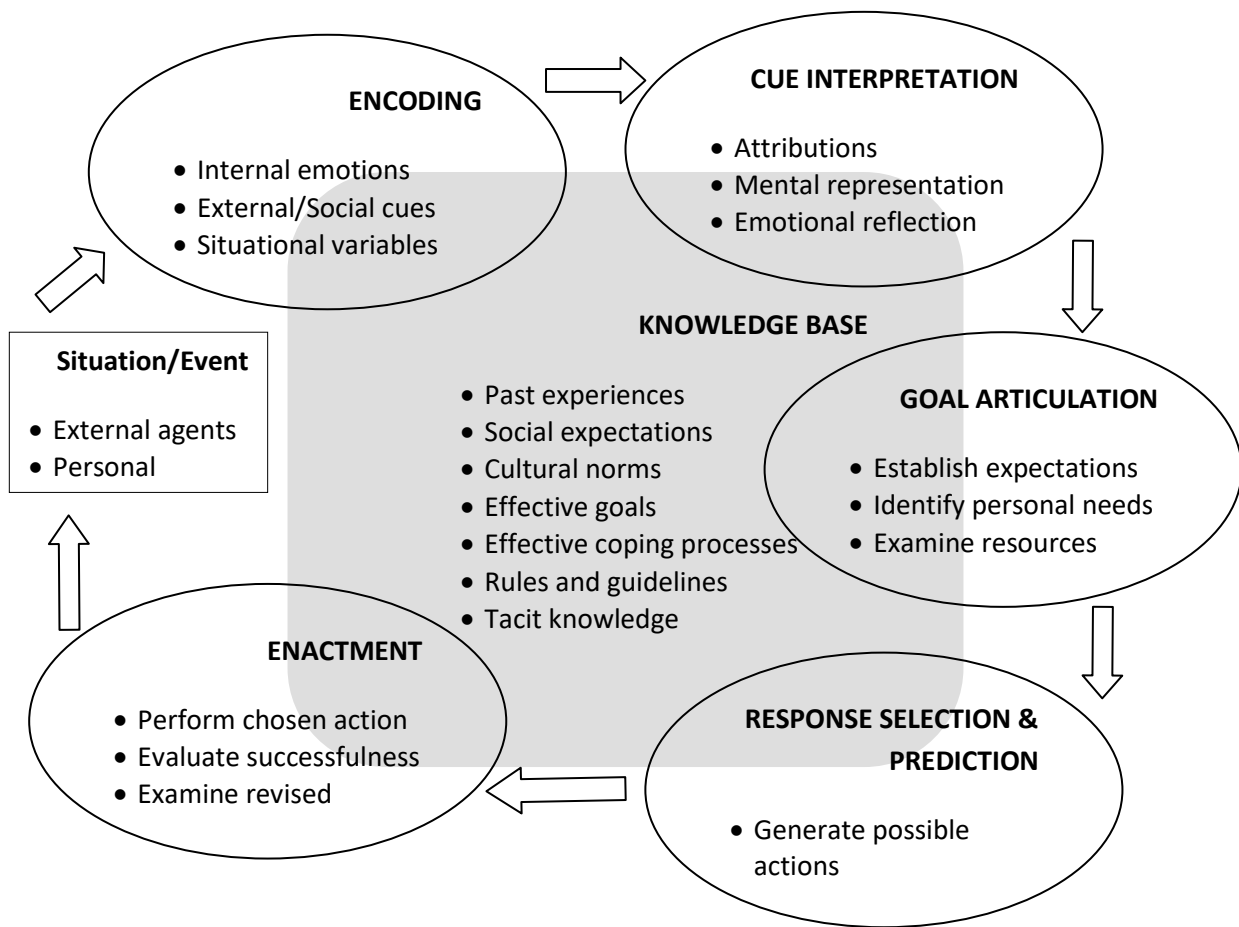 ENCODING
• Internal emotions
• External/Social cues
• Situational variables
CUE INTERPRETATION
• Attributions
• Mental representation
• Emotional reflection
Situation/Event
• External agents
• Personal
KNOWLEDGE BASE
• Past experiences
• Social expectations
• Cultural norms
• Effective goals
• Effective coping processes
• Rules and guidelines
• Tacit knowledge
GOAL ARTICULATION
• Establish expectations
• Identify personal needs
• Examine resources
ENACTMENT
• Perform chosen action
• Evaluate successfulness
• Examine revised
RESPONSE SELECTION &
PREDICTION
• Generate possible
actions